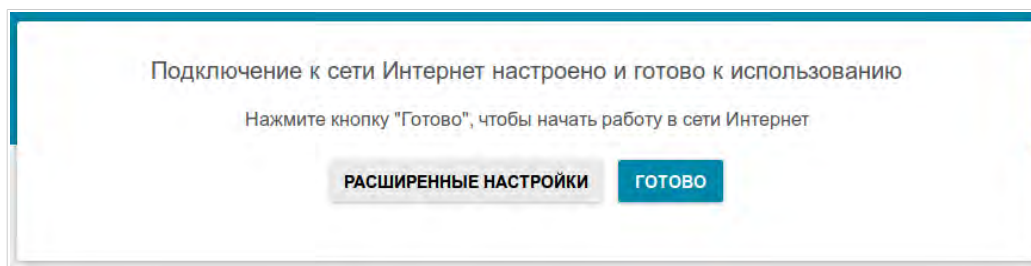 Подключение к сети Интернет настроено и готово к использованию
Нажмите кнопку "Готово", чтобы начать работу в сети Интернет
РАСШИРЕННЫЕ НАСТРОЙКИ ГОТОВО